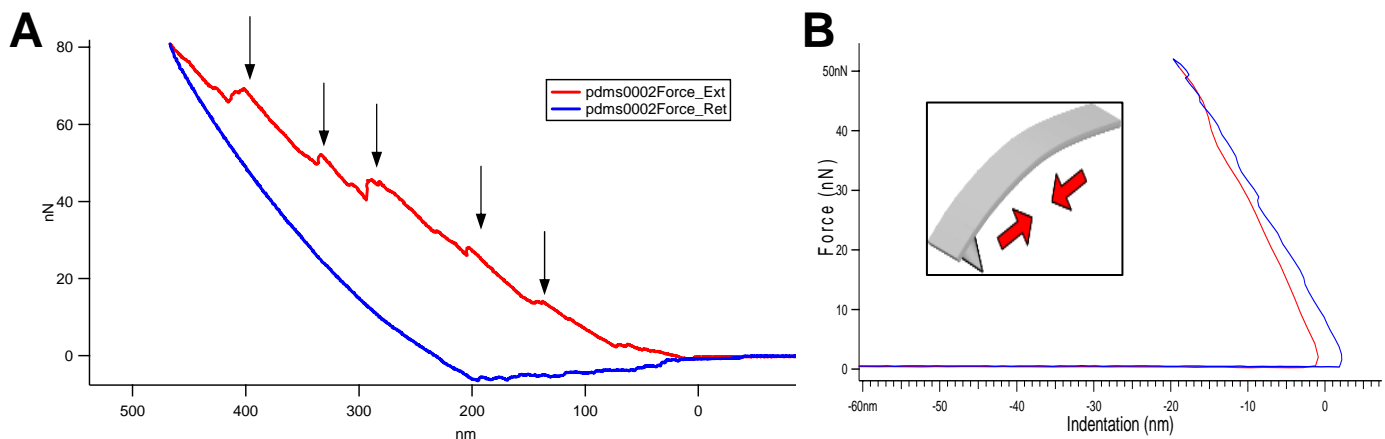 A
80
60
40
20
0
nN
500
400
300
200
100
0
nm
pdms0002Force_Ext
pdms0002Force_Ret
B
50nN
40
30
20
10
0
Force (nN)
-60nm
-50
-40
-30
-20
-10
0
Indentation (nm)